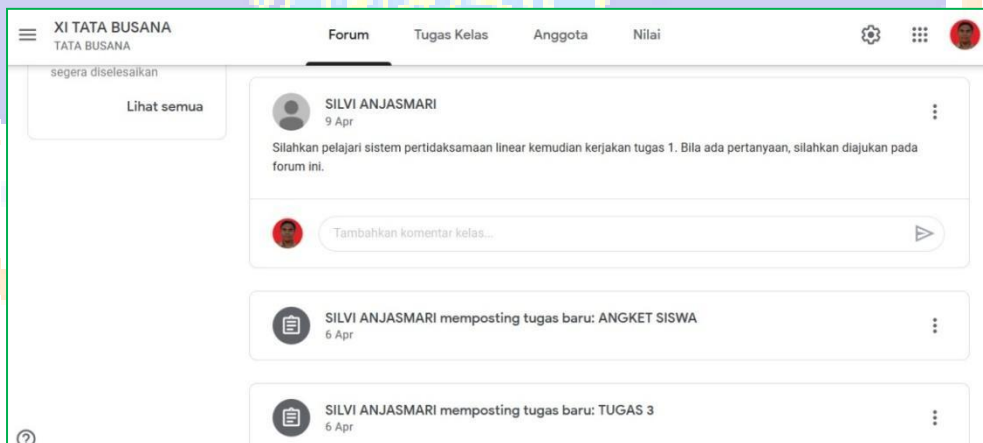 XI TATA BUSANA
TATA BUSANA
Forum
Tugas Kelas
Anggota
Nilai
segera diselesaikan
Lihat semua
SILVI ANJASMARI
9 Apr
Silahkan pelajari sistem pertidaksamaan linear kemudian kerjakan tugas 1. Bila ada pertanyaan, silahkan diajukan pada
forum ini.
Tambahkan komentar kelas...
SILVI ANJASMARI memposting tugas baru: ANGKET SISWA
6 Apr
SILVI ANJASMARI memposting tugas baru: TUGAS 3
6 Apr